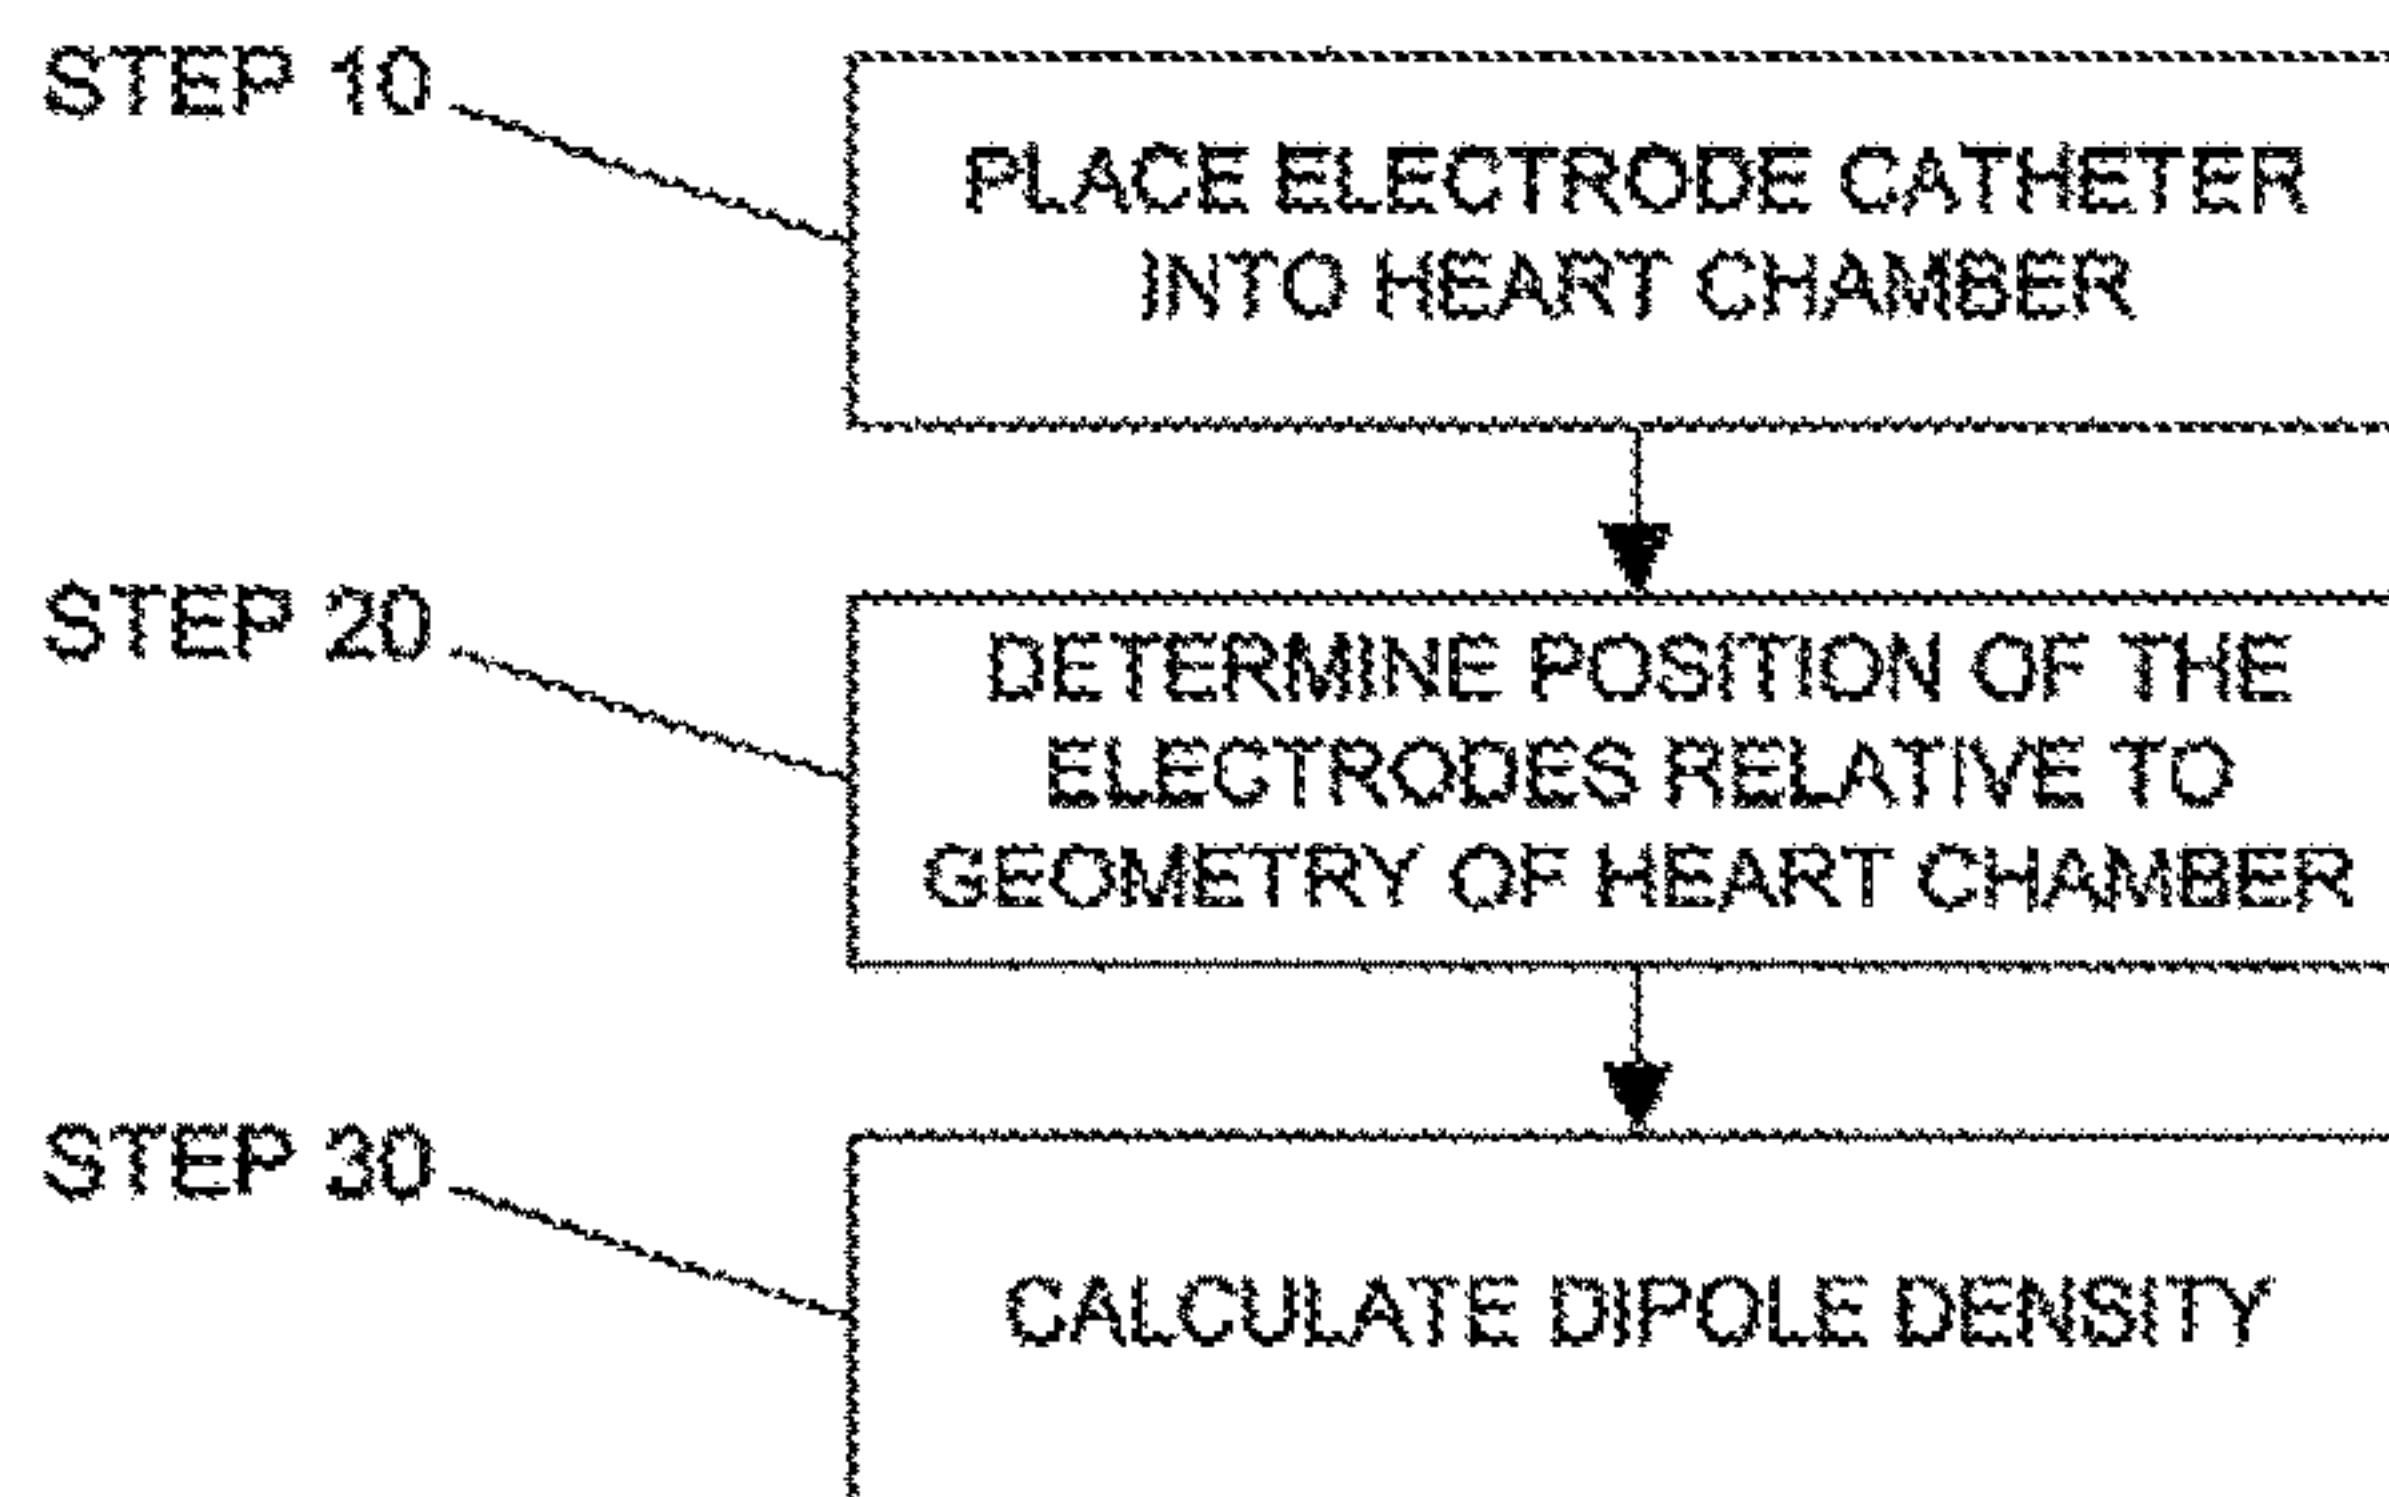 STEP 10
PLACE ELECTRODE CATHETER
INTO HEART CHAMBER
STEP 20
DETERMINE POSITION OF THE
ELECTRODES RELATIVE TO
GEOMETRY OF HEART CHAMBER
STEP 30
CALCULATE DIPOLE DENSITY